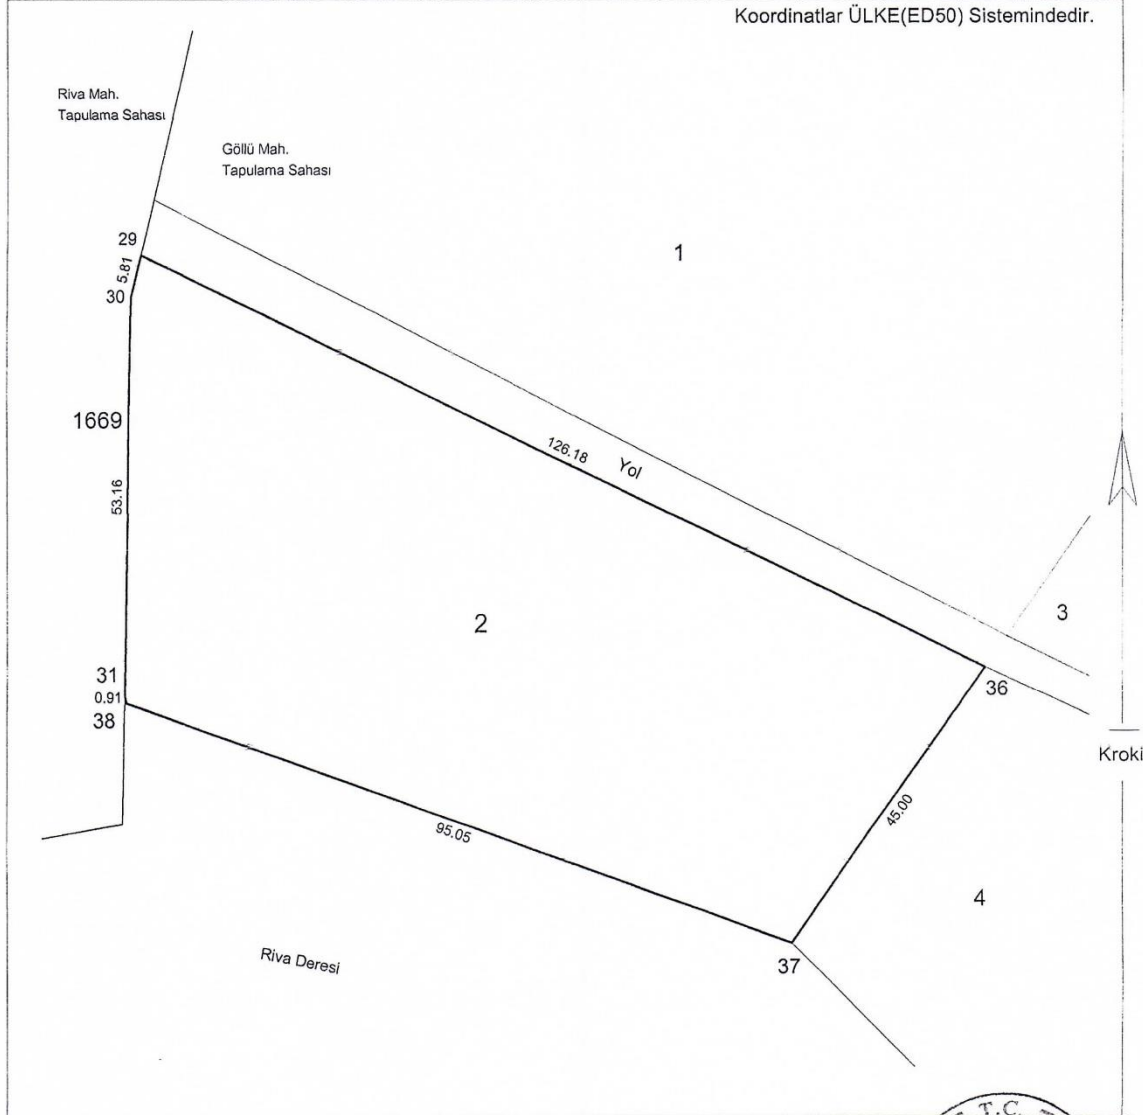 Koordinatlar ÜLKE(ED50) Sistemindedir.
Riva Mah.
Tapulama Sahası
Göllü Mah.
Tapulama Sahası
29
5.81
30
1
1669
126.18
Yol
53.16
2
3
31
0.91
38
36
Kroki
45.00
95.05
4
Riva Deresi
37
T.C.